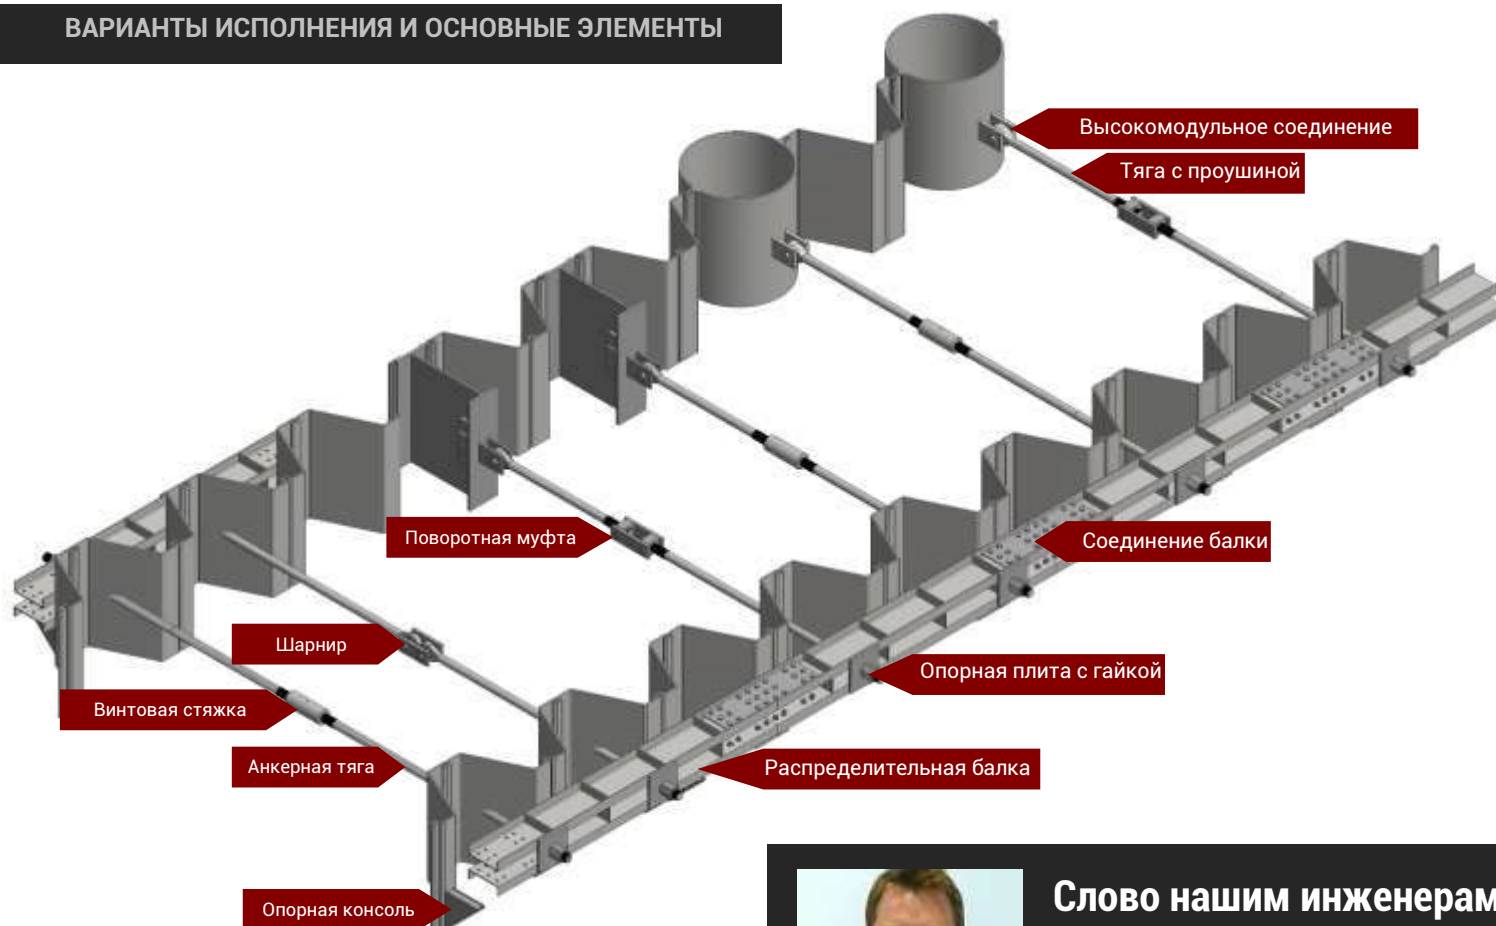 ВАРИАНТЫ ИСПОЛНЕНИЯ И ОСНОВНЫЕ ЭЛЕМЕНТЫ
Высокомодульное соединение
Тяга с проушиной
Поворотная муфта
Соединение балки
Шарнир
Опорная плита с гайкой
Винтовая стяжка
Анкерная тяга
Распределительная балка
Опорная консоль
Слово нашим инженерам